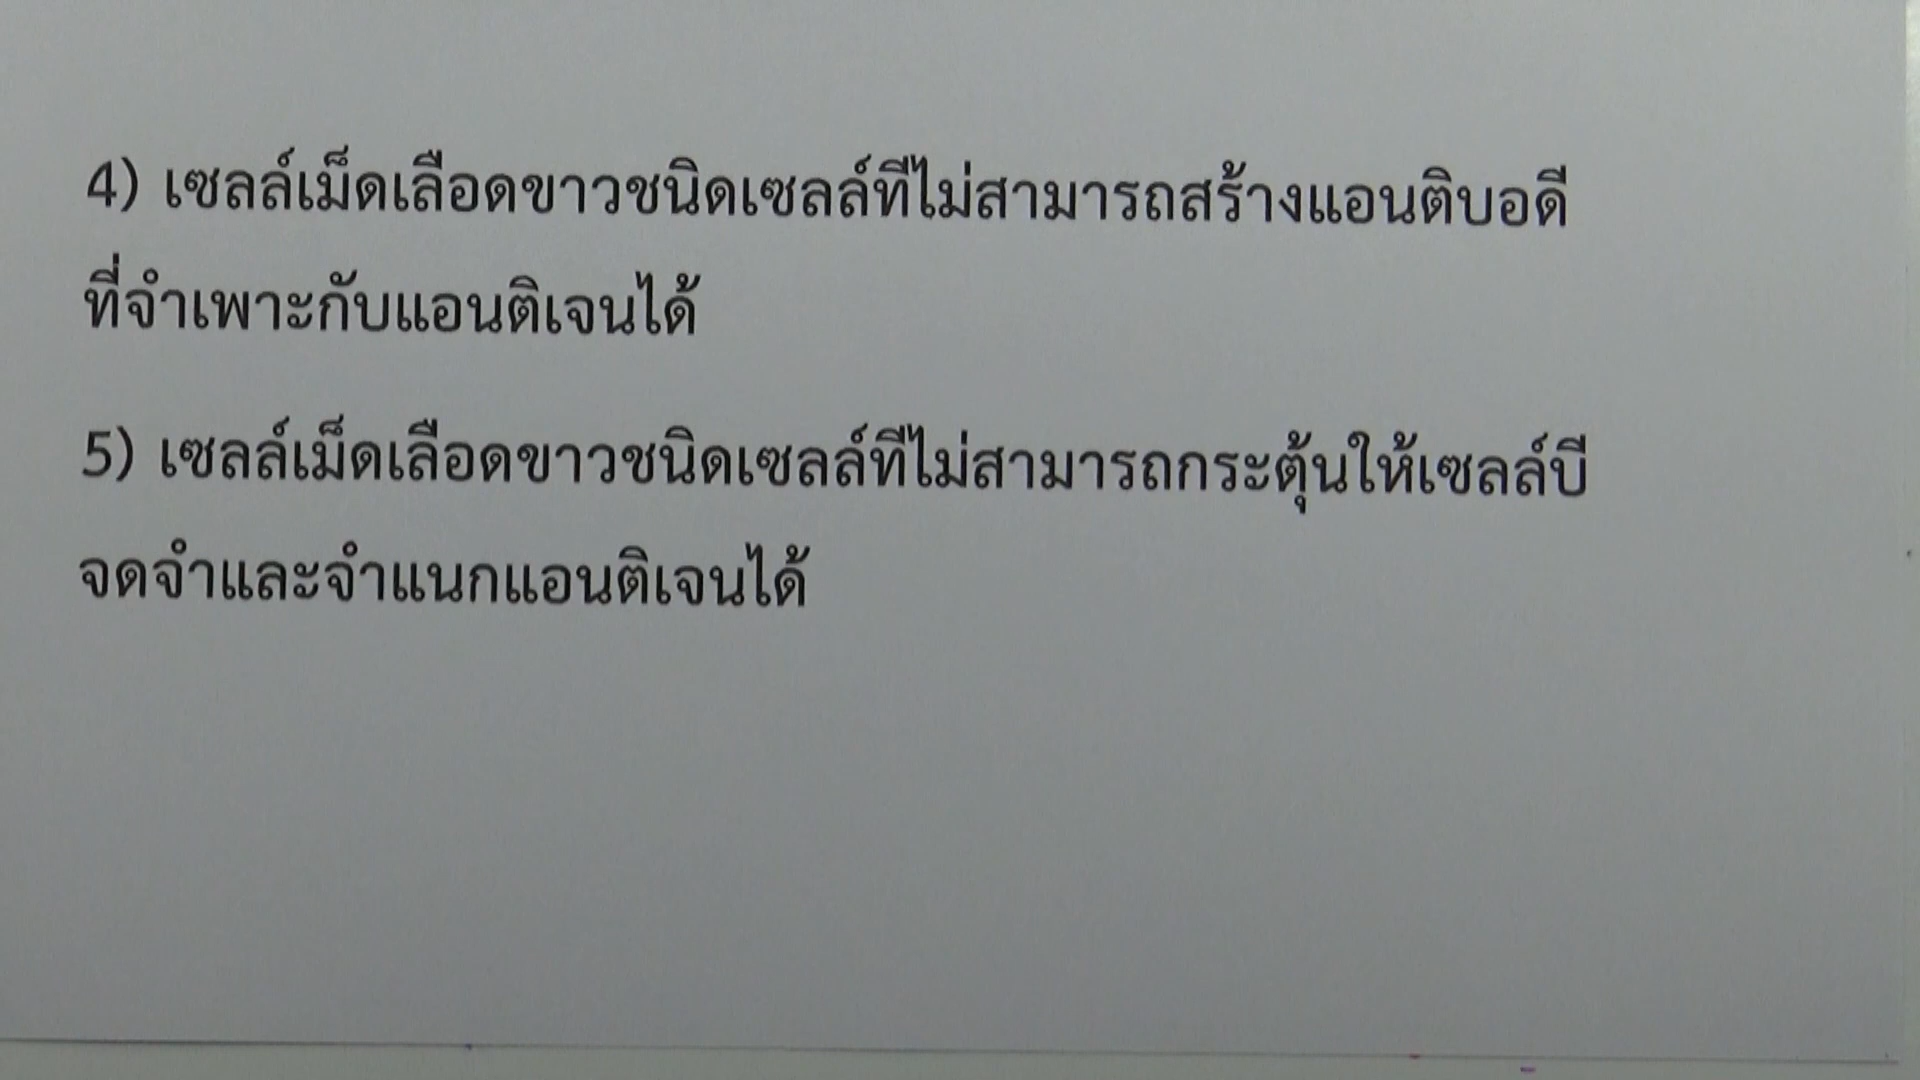 4) เซลล์เม็ดเลือดขาวชนิดเซลล์ทีไม่สามารถสร้างแอนติบอดี
ที่จำเพาะกับแอนติเจนได้
5) เซลล์เม็ดเลือดขาวชนิดเซลล์ทีไม่สามารถกระตุ้นให้เซลล์บี
จดจำและจำแนกแอนติเจนได้